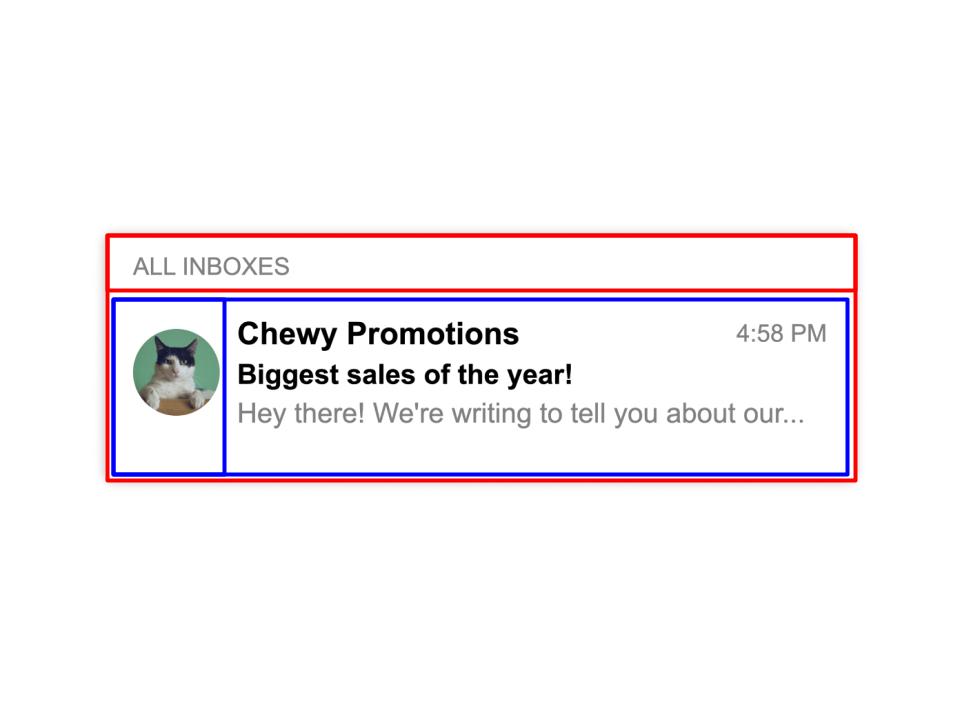 ALL INBOXES
Chewy Promotions 4:58 PM
Biggest sales of the year!
Hey there! We're writing to tell you about our...